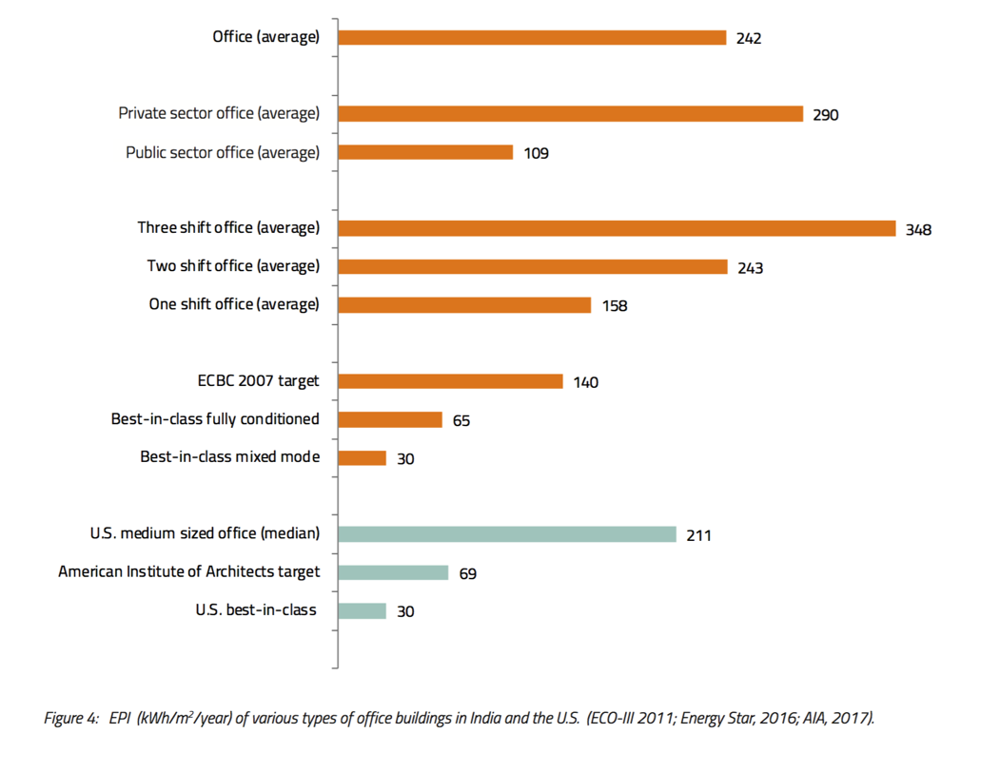 Office (average) 242
Private sector office (average) 290
Public sector office (average) 109
Three shift office (average) 348
Two shift office (average) 243
One shift office (average) 158
ECBC 2007 target 140
Best-in-class fully conditioned 65
Best-in-class mixed mode 30
U.S. medium sized office (median) 211
American Institute of Architects target 69
U.S. best-in-class 30
Figure 4: EPI (kWh/m²/year) of various types of office buildings in India and the U.S. (ECO-III 2011; Energy Star, 2016; AIA, 2017).